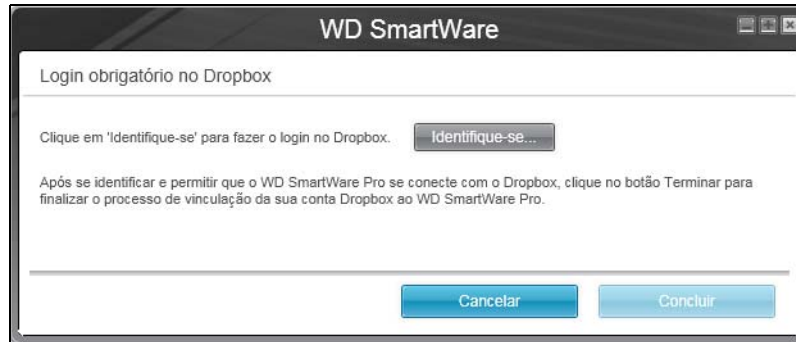 WD SmartWare
Login obrigatório no Dropbox
Clique em 'Identifique-se' para fazer o login no Dropbox. Identifique-se...
Após se identificar e permitir que o WD SmartWare Pro se conecte com o Dropbox, clique no botão Terminar para
finalizar o processo de vinculação da sua conta Dropbox ao WD SmartWare Pro.
Cancelar Concluir